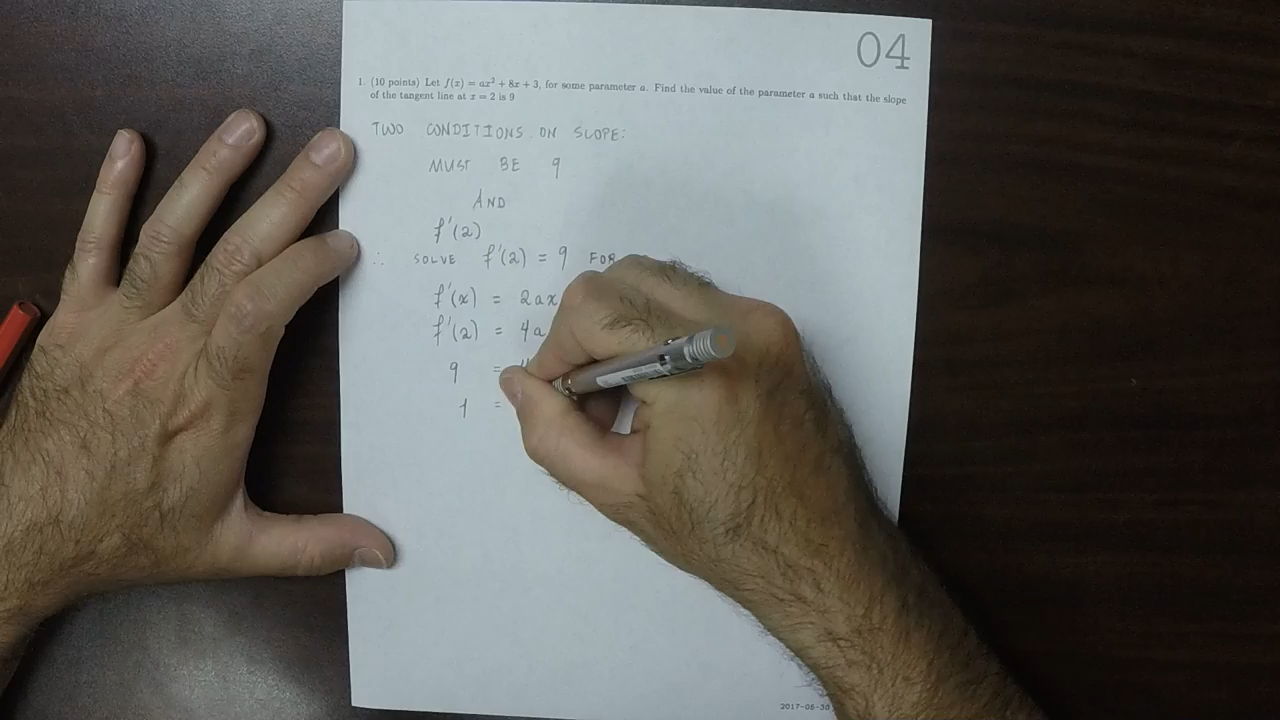 04
1. (10 points) Let f(x) = ax² + 8x + 3, for some parameter a. Find the value of the parameter a such that the slope
of the tangent line at x = 2 is 9
TWO CONDITIONS ON SLOPE:
MUST BE 9
AND
f'(2)
∴ SOLVE f'(2) = 9 FOR
f'(x) = 2ax
f'(2) = 4a
9 =
1 =
2017-05-30